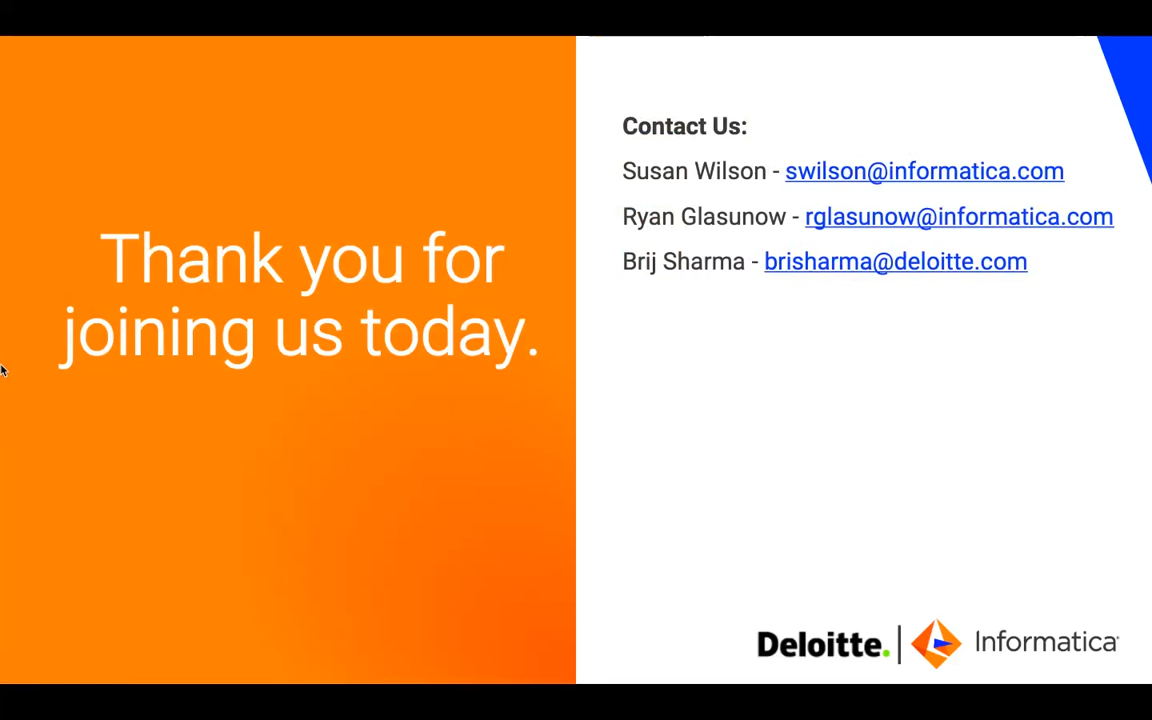 Thank you for
joining us today.
Contact Us:
Susan Wilson - swilson@informatica.com
Ryan Glasunow - rglasunow@informatica.com
Brij Sharma - brisharma@deloitte.com
Deloitte. | Informatica®